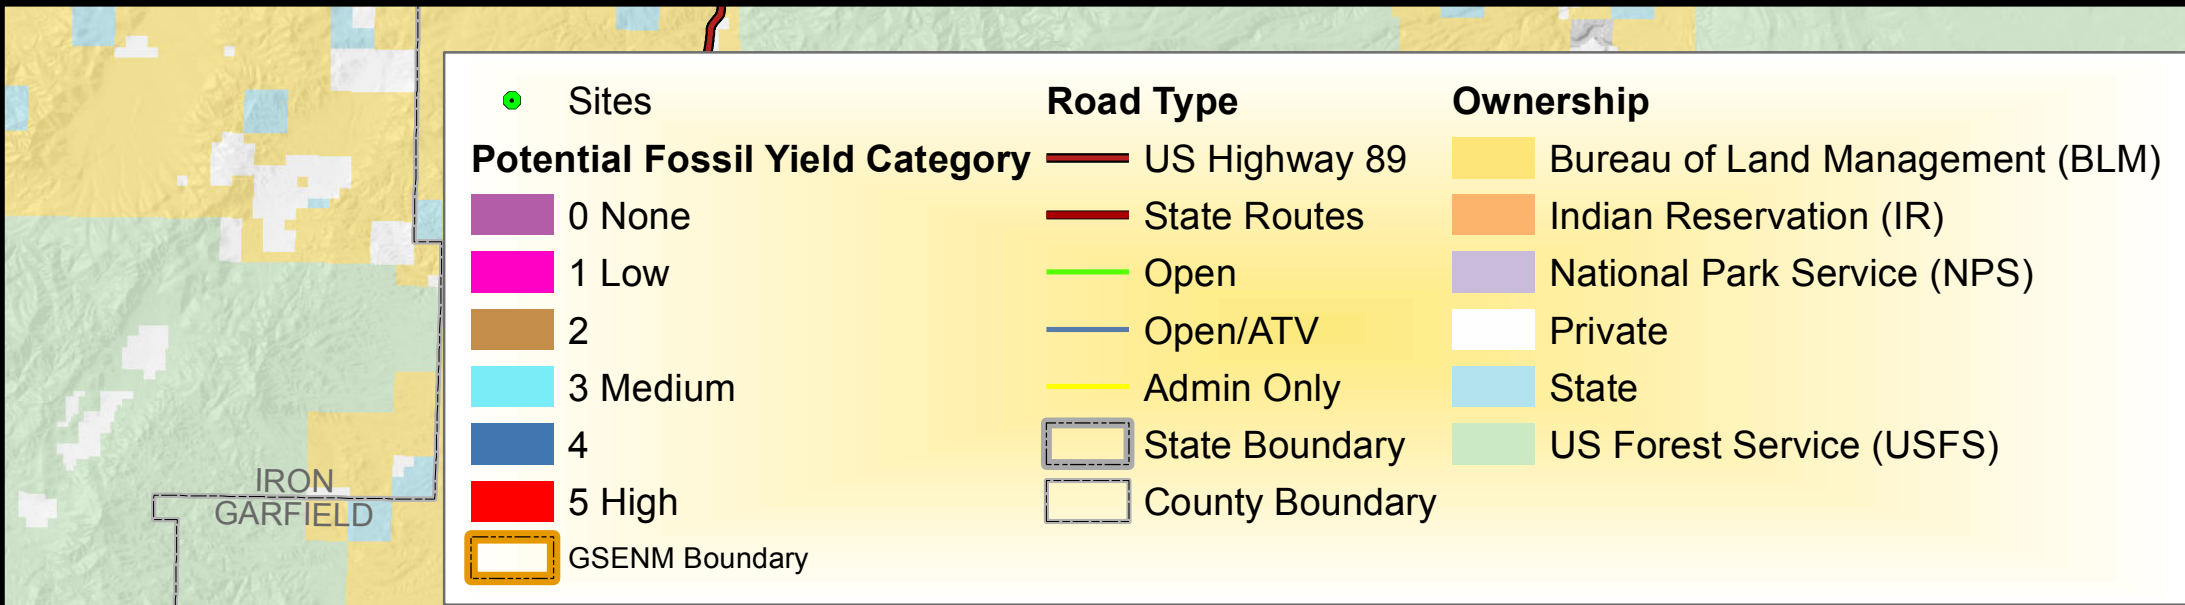 Sites
Potential Fossil Yield Category
0 None
1 Low
2
3 Medium
4
5 High
GSENM Boundary
Road Type
US Highway 89
State Routes
Open
Open/ATV
Admin Only
State Boundary
County Boundary
Ownership
Bureau of Land Management (BLM)
Indian Reservation (IR)
National Park Service (NPS)
Private
State
US Forest Service (USFS)
IRON
GARFIELD